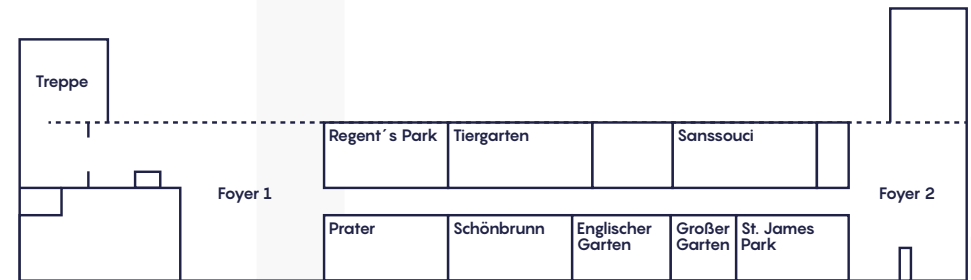 Treppe
Regent´s Park
Tiergarten
Sanssouci
Foyer 1
Foyer 2
Prater
Schönbrunn
Englischer
Garten
Großer
Garten
St. James
Park